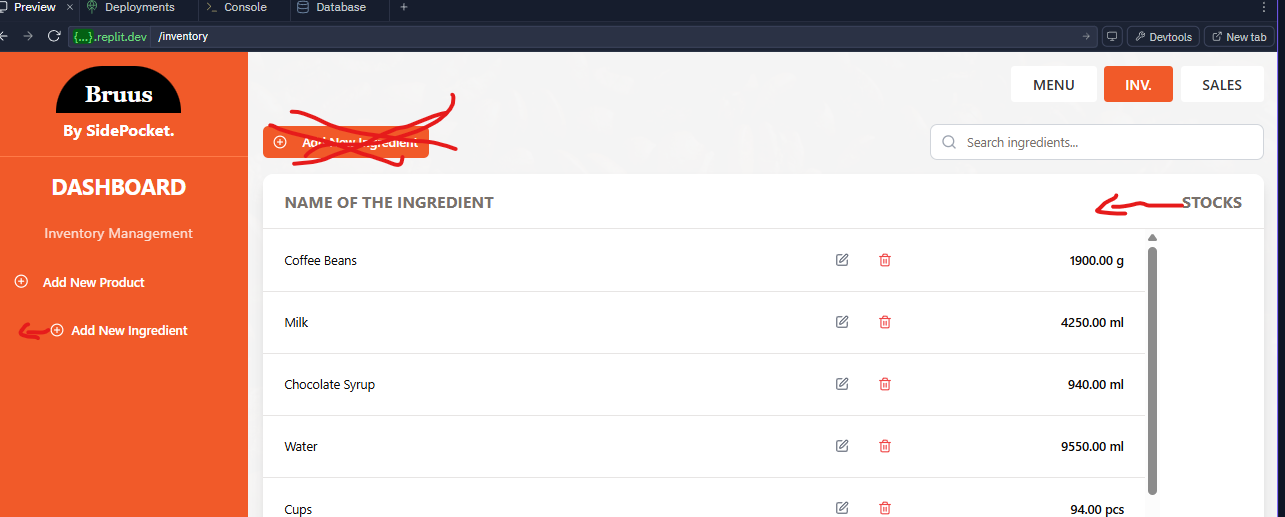 Preview × Deployments Console Database +
{...}.replit.dev /inventory Devtools New tab
Bruus
By SidePocket.
MENU INV. SALES
Add New Ingredient
Search ingredients...
DASHBOARD
NAME OF THE INGREDIENT STOCKS
Inventory Management
Coffee Beans 1900.00 g
Add New Product
Milk 4250.00 ml
Add New Ingredient
Chocolate Syrup 940.00 ml
Water 9550.00 ml
Cups 94.00 pcs